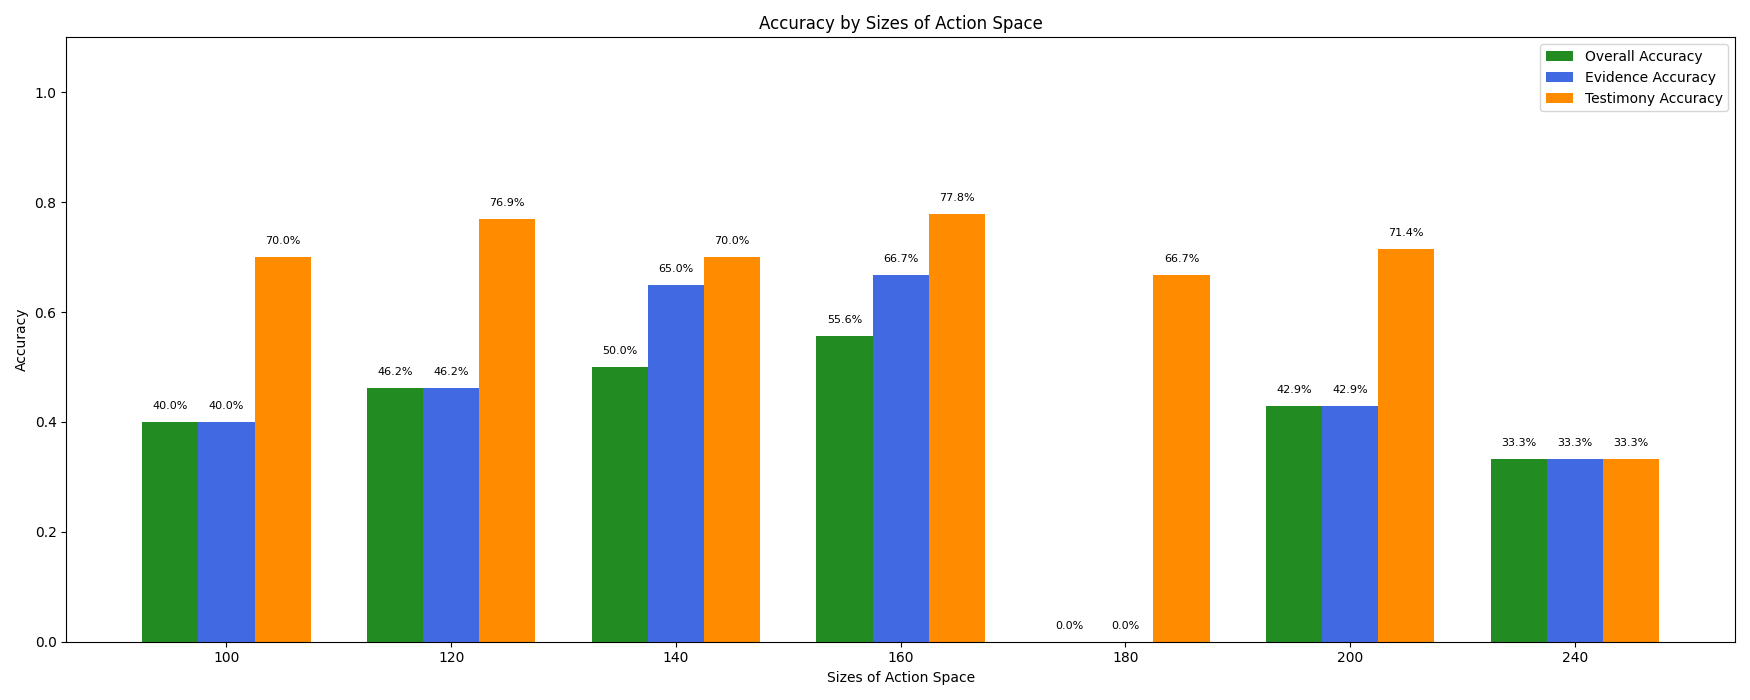 Accuracy by Sizes of Action Space
Overall Accuracy
Evidence Accuracy
Testimony Accuracy
Accuracy
1.0
0.8
0.6
0.4
0.2
0.0
40.0% 40.0% 70.0%
46.2% 46.2% 76.9%
50.0% 65.0% 70.0%
55.6% 66.7% 77.8%
0.0% 0.0% 66.7%
42.9% 42.9% 71.4%
33.3% 33.3% 33.3%
100 120 140 160 180 200 240
Sizes of Action Space